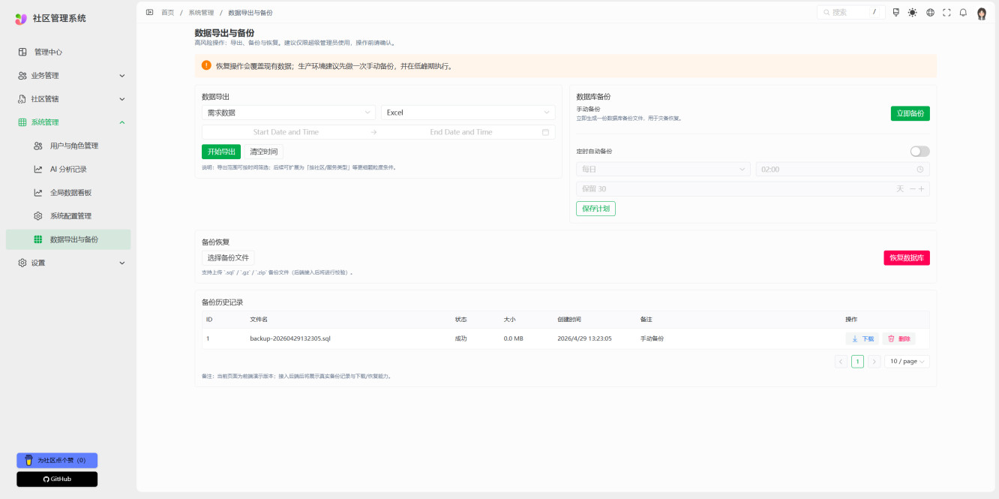 社区管理系统
管理中心
业务管理
社区管辖
系统管理
用户与角色管理
AI 分析记录
全局数据看板
系统配置管理
数据导出与备份
设置
为社区点个赞（0）
GitHub
首页 / 系统管理 / 数据导出与备份
搜索 /
数据导出与备份
高风险操作：导出、备份与恢复。建议仅限超级管理员使用，操作前请确认。
恢复操作会覆盖现有数据；生产环境建议先做一次手动备份，并在低峰期执行。
数据导出
需求数据 Excel
Start Date and Time → End Date and Time
开始导出 清空时间
说明：导出范围可按时间筛选；后续可扩展为「按社区/服务类型」等更细颗粒度条件。
数据库备份
手动备份
立即生成一份数据库备份文件，用于灾备恢复。
立即备份
定时自动备份
每日 02:00
保留 30 天
保存计划
备份恢复
选择备份文件
恢复数据库
支持上传 `.sql` / `.gz` / `.zip` 备份文件（后端接入后将进行校验）。
备份历史记录
ID 文件名 状态 大小 创建时间 备注 操作
1 backup-20260429132305.sql 成功 0.0 MB 2026/4/29 13:23:05 手动备份 下载 删除
1 10 / page
备注：当前页面为前端演示版本；接入后端后将展示真实备份记录与下载/恢复能力。